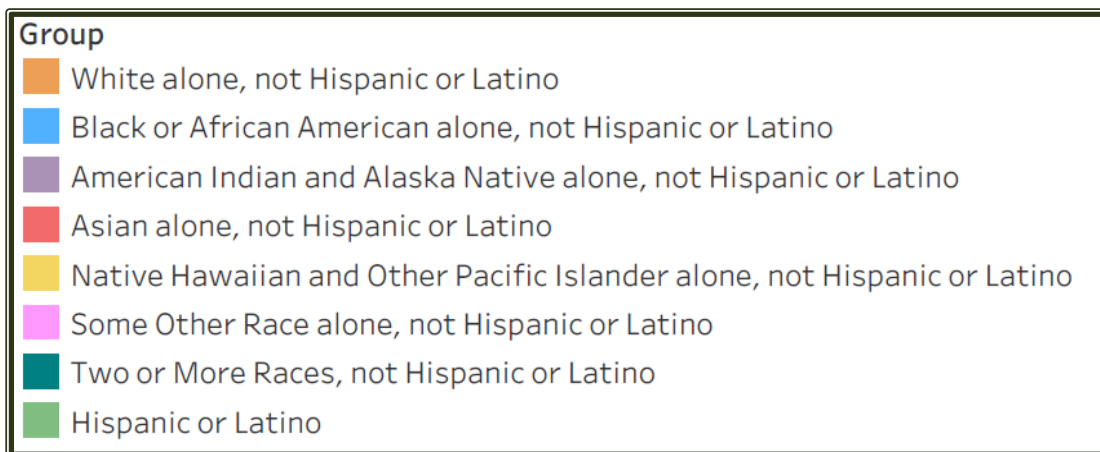 Group
White alone, not Hispanic or Latino
Black or African American alone, not Hispanic or Latino
American Indian and Alaska Native alone, not Hispanic or Latino
Asian alone, not Hispanic or Latino
Native Hawaiian and Other Pacific Islander alone, not Hispanic or Latino
Some Other Race alone, not Hispanic or Latino
Two or More Races, not Hispanic or Latino
Hispanic or Latino